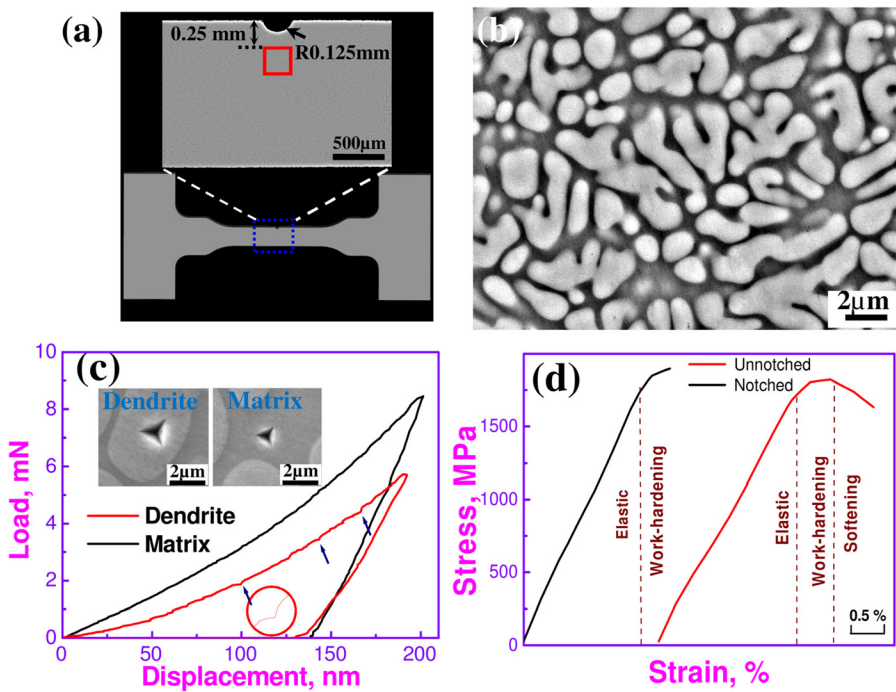 (a)
0.25 mm
R0.125mm
500µm
(b)
2µm
(c)
Dendrite
Matrix
2µm
2µm
Dendrite
Matrix
10
8
6
4
2
0
Load, mN
0
50
100
150
200
Displacement, nm
(d)
Unnotched
Notched
1500
1000
500
0
Stress, MPa
Elastic
Work-hardening
Elastic
Work-hardening
Softening
0.5 %
Strain, %